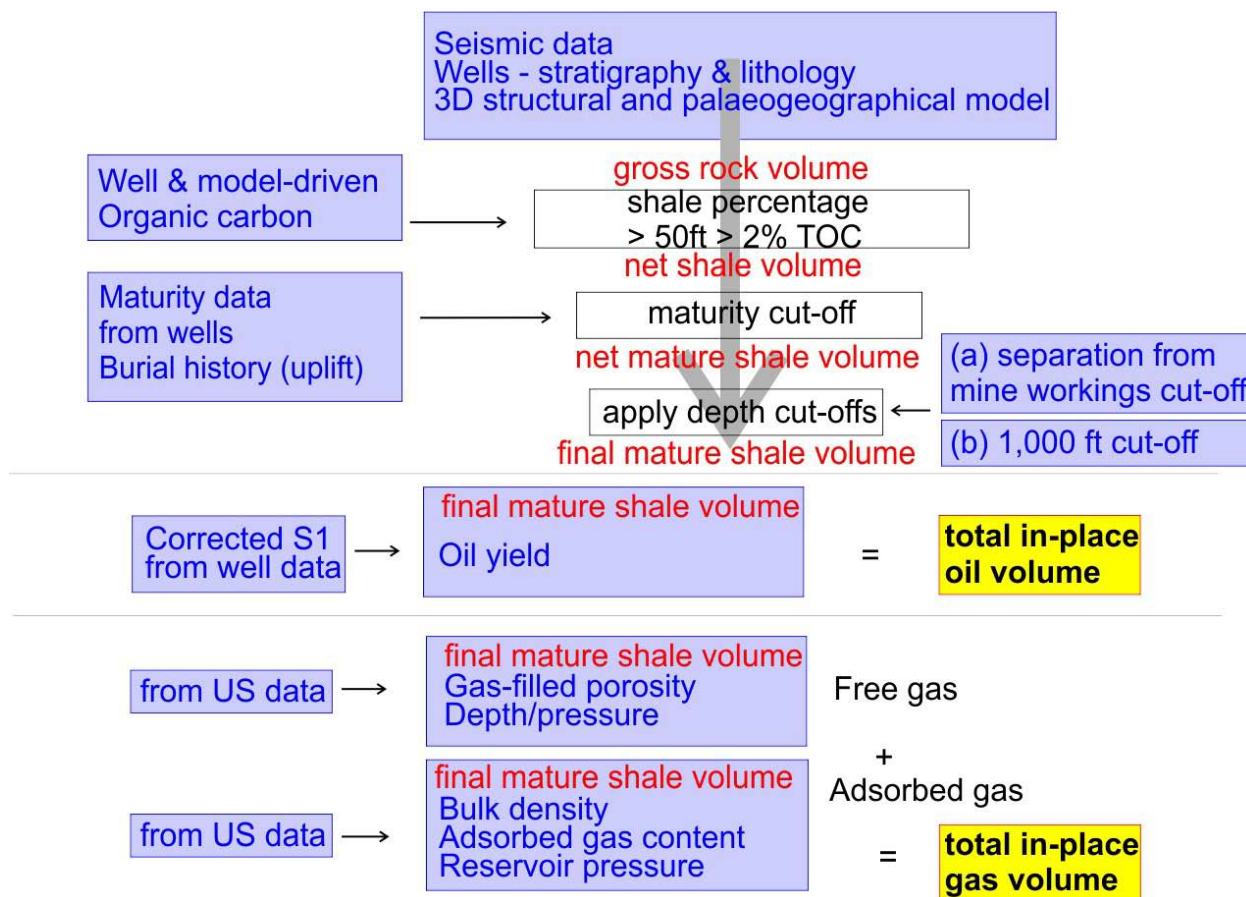 Seismic data
Wells - stratigraphy & lithology
3D structural and palaeogeographical model
gross rock volume
Well & model-driven
Organic carbon
shale percentage
> 50ft > 2% TOC
net shale volume
Maturity data
from wells
Burial history (uplift)
maturity cut-off
net mature shale volume
(a) separation from
mine workings cut-off
apply depth cut-offs
(b) 1,000 ft cut-off
final mature shale volume
Corrected S1
from well data
final mature shale volume
Oil yield
=
total in-place
oil volume
from US data
final mature shale volume
Gas-filled porosity
Depth/pressure
Free gas
+
Adsorbed gas
from US data
final mature shale volume
Bulk density
Adsorbed gas content
Reservoir pressure
=
total in-place
gas volume